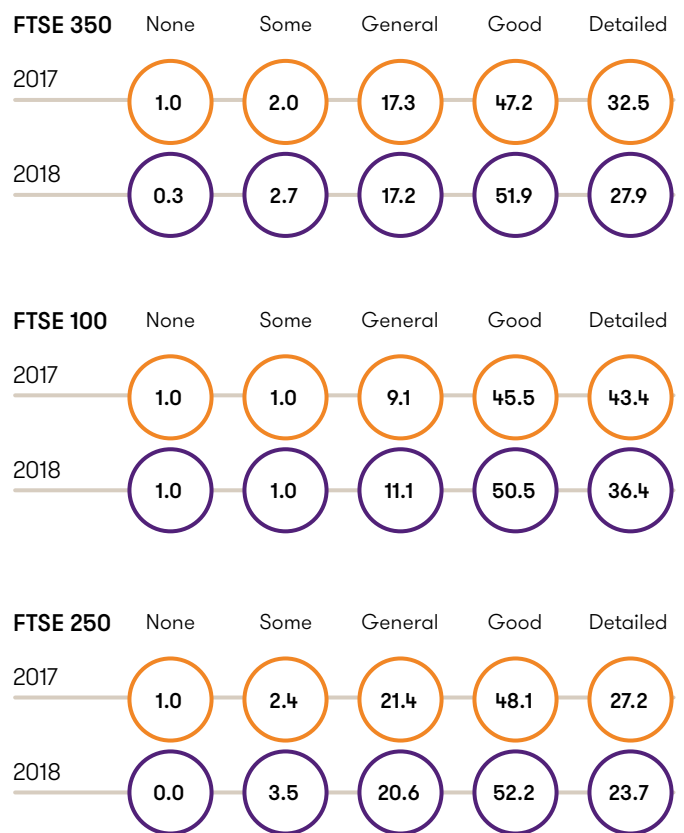 FTSE 350 None Some General Good Detailed
2017
1.0 2.0 17.3 47.2 32.5
2018
0.3 2.7 17.2 51.9 27.9
FTSE 100 None Some General Good Detailed
2017
1.0 1.0 9.1 45.5 43.4
2018
1.0 1.0 11.1 50.5 36.4
FTSE 250 None Some General Good Detailed
2017
1.0 2.4 21.4 48.1 27.2
2018
0.0 3.5 20.6 52.2 23.7